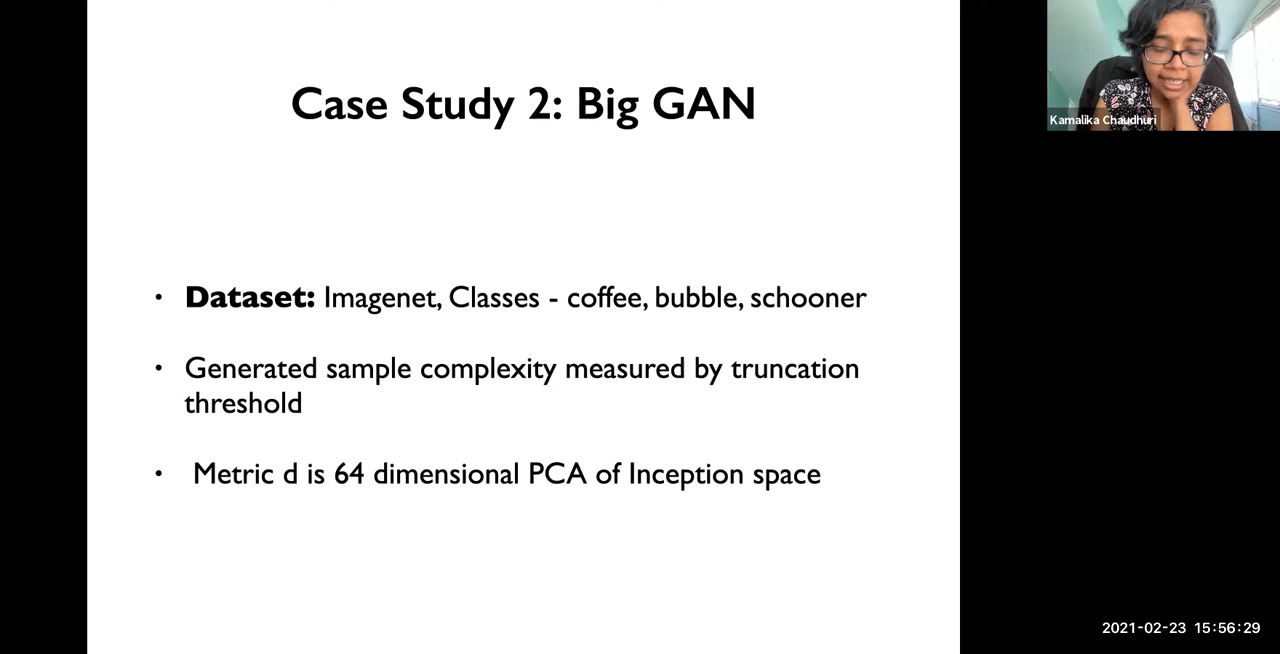 Case Study 2: Big GAN
• Dataset: Imagenet, Classes - coffee, bubble, schooner
• Generated sample complexity measured by truncation
threshold
• Metric d is 64 dimensional PCA of Inception space
Kamalika Chaudhuri
2021-02-23 15:56:29